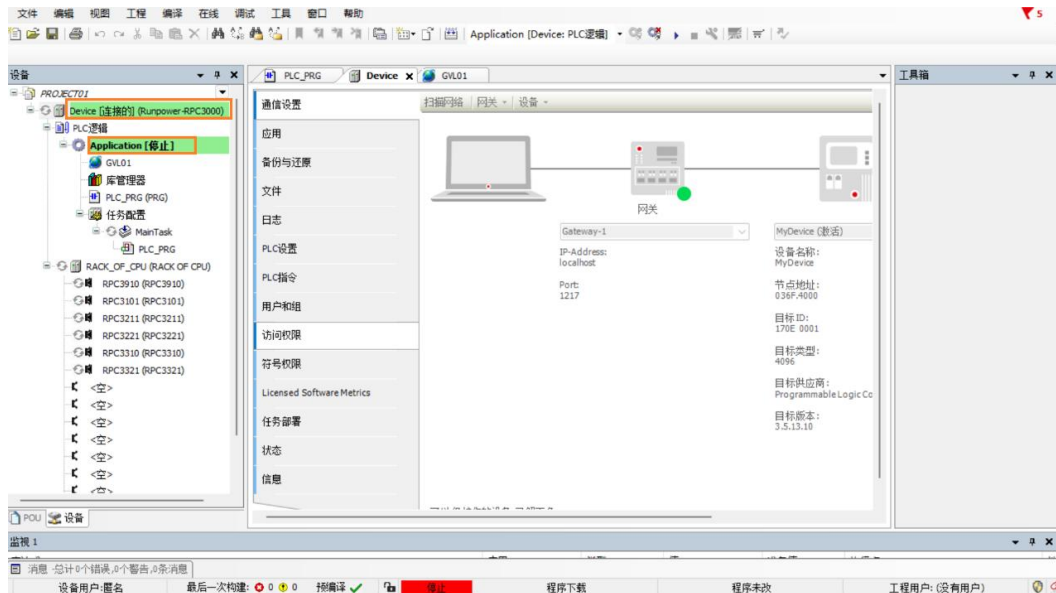 文件 编辑 视图 工程 编译 在线 调试 工具 窗口 帮助
5
Application [Device: PLC逻辑]
设备
PLC_PRG Device GVL01
工具箱
PROJECT01
Device [连接的] (Runpower-RPC3000)
PLC逻辑
Application [停止]
GVL01
库管理器
PLC_PRG (PRG)
任务配置
MainTask
PLC_PRG
RACK_OF_CPU (RACK OF CPU)
RPC3910 (RPC3910)
RPC3101 (RPC3101)
RPC3211 (RPC3211)
RPC3221 (RPC3221)
RPC3310 (RPC3310)
RPC3321 (RPC3321)
<空>
<空>
<空>
<空>
<空>
<空>
<空>
POU 设备
通信设置
应用
备份与还原
文件
日志
PLC设置
PLC指令
用户和组
访问权限
符号权限
Licensed Software Metrics
任务部署
状态
信息
扫描网络 网关 设备
网关
Gateway-1
IP-Address:
localhost
Port:
1217
MyDevice (激活)
设备名称:
MyDevice
节点地址:
036F.4000
目标ID:
170E 0001
目标类型:
4096
目标供应商:
Programmable Logic Co
目标版本:
3.5.13.10
监视 1
消息 -总计0个错误,0个警告,0条消息
设备用户:匿名 最后一次构建: 0 0 预编译 停止 程序下载 程序未改 工程用户: (没有用户)